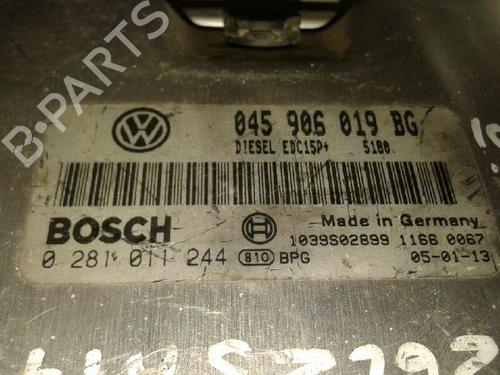 045 906 019 BG
DIESEL EDC15P+ 5180
BOSCH
Made in Germany
1039S02899 1166 0067
0 281 011 244 810 BPG 05-01-13
B-PARTS